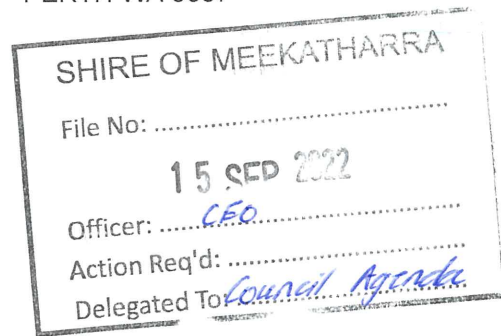 SHIRE OF MEEKATHARRA
File No: ................................................
15 SEP 2022
Officer: ......CEO................................
Action Req'd: ......................................
Delegated To: Council Agenda